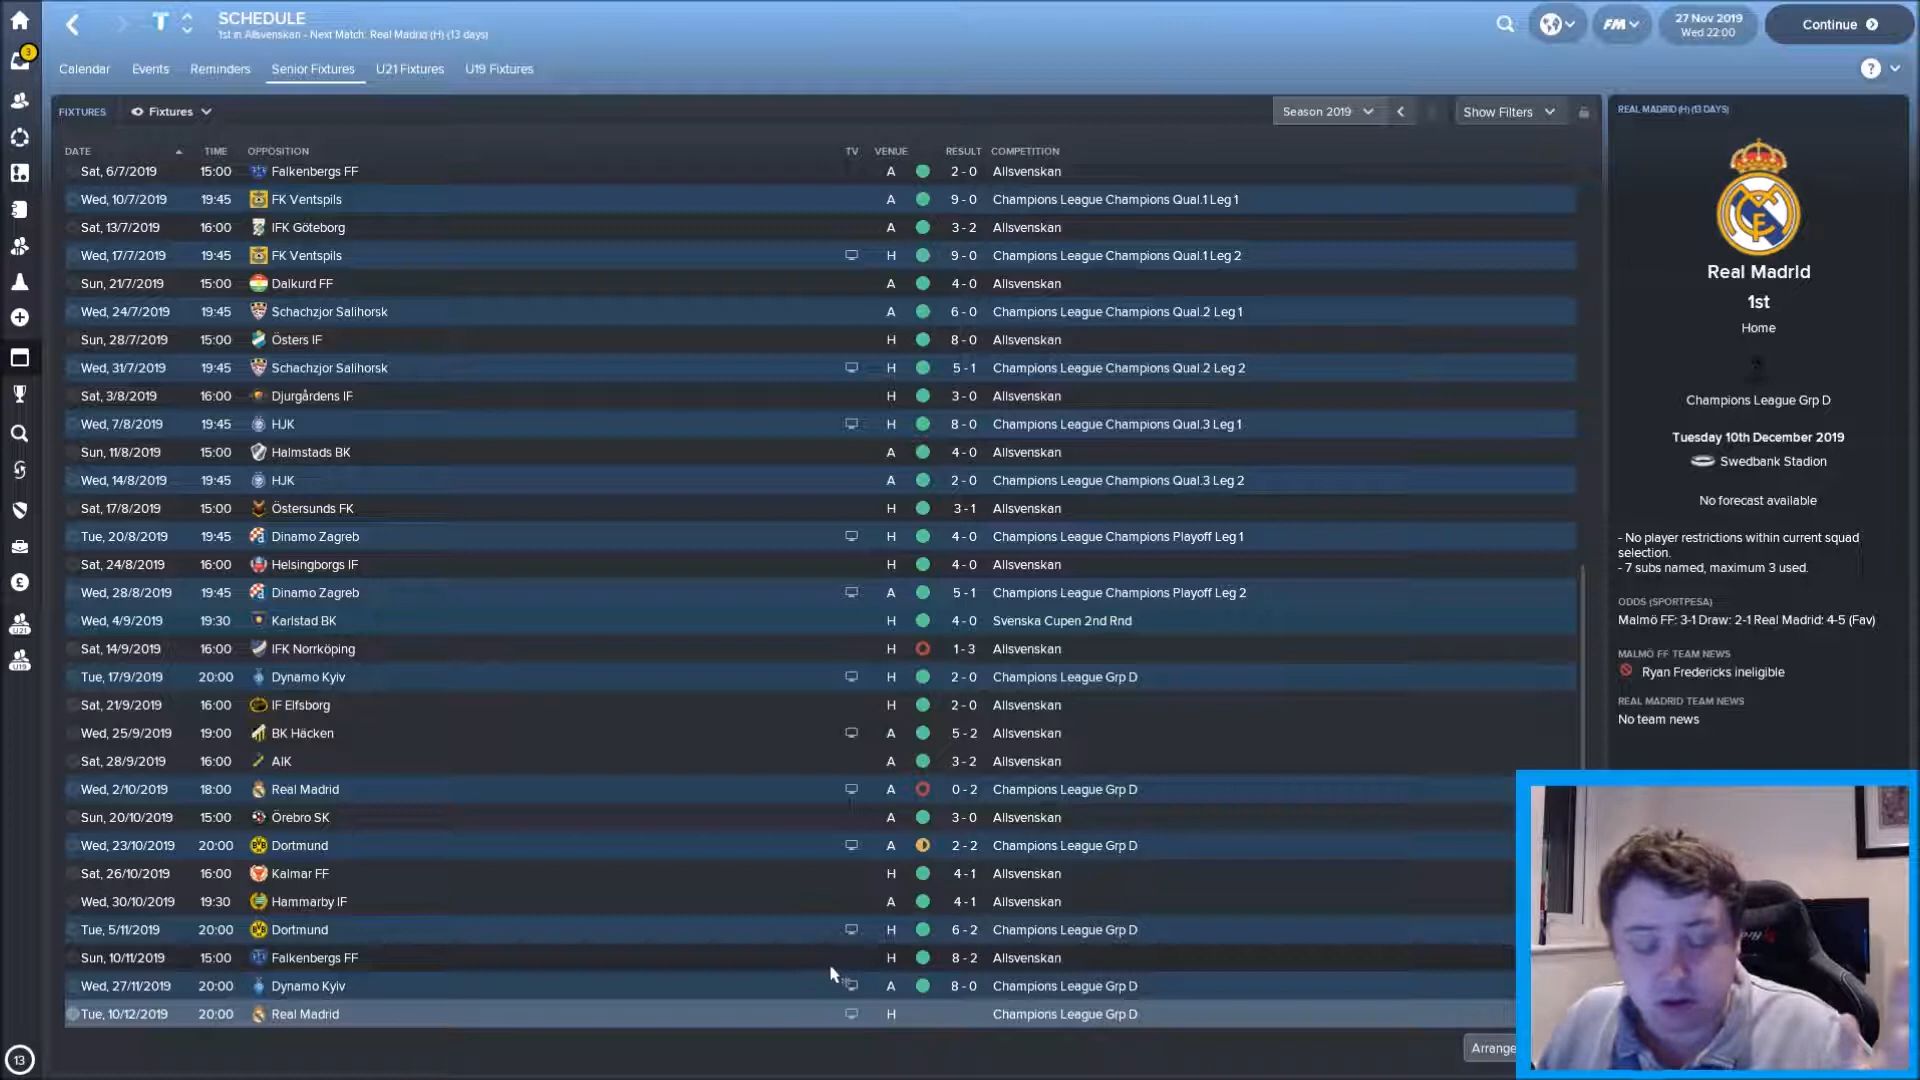 SCHEDULE
1st in Allsvenskan - Next Match: Real Madrid (H) (13 days)
3
FM
27 Nov 2019
Wed 22:00
Continue
Calendar Events Reminders Senior Fixtures U21 Fixtures U19 Fixtures
?
FIXTURES Fixtures Season 2019 Show Filters
DATE TIME OPPOSITION TV VENUE RESULT COMPETITION
Sat, 6/7/2019 15:00 Falkenbergs FF A 2 - 0 Allsvenskan
Wed, 10/7/2019 19:45 FK Ventspils A 9 - 0 Champions League Champions Qual.1 Leg 1
Sat, 13/7/2019 16:00 IFK Göteborg A 3 - 2 Allsvenskan
Wed, 17/7/2019 19:45 FK Ventspils H 9 - 0 Champions League Champions Qual.1 Leg 2
Sun, 21/7/2019 15:00 Dalkurd FF A 4 - 0 Allsvenskan
Wed, 24/7/2019 19:45 Schachzjor Salihorsk A 6 - 0 Champions League Champions Qual.2 Leg 1
Sun, 28/7/2019 15:00 Östers IF H 8 - 0 Allsvenskan
Wed, 31/7/2019 19:45 Schachzjor Salihorsk H 5 - 1 Champions League Champions Qual.2 Leg 2
Sat, 3/8/2019 16:00 Djurgårdens IF H 3 - 0 Allsvenskan
Wed, 7/8/2019 19:45 HJK H 8 - 0 Champions League Champions Qual.3 Leg 1
Sun, 11/8/2019 15:00 Halmstads BK A 4 - 0 Allsvenskan
Wed, 14/8/2019 19:45 HJK A 2 - 0 Champions League Champions Qual.3 Leg 2
Sat, 17/8/2019 15:00 Östersunds FK H 3 - 1 Allsvenskan
Tue, 20/8/2019 19:45 Dinamo Zagreb H 4 - 0 Champions League Champions Playoff Leg 1
Sat, 24/8/2019 16:00 Helsingborgs IF H 4 - 0 Allsvenskan
Wed, 28/8/2019 19:45 Dinamo Zagreb A 5 - 1 Champions League Champions Playoff Leg 2
Wed, 4/9/2019 19:30 Karlstad BK H 4 - 0 Svenska Cupen 2nd Rnd
Sat, 14/9/2019 16:00 IFK Norrköping H 1 - 3 Allsvenskan
Tue, 17/9/2019 20:00 Dynamo Kyiv H 2 - 0 Champions League Grp D
Sat, 21/9/2019 16:00 IF Elfsborg H 2 - 0 Allsvenskan
Wed, 25/9/2019 19:00 BK Häcken A 5 - 2 Allsvenskan
Sat, 28/9/2019 16:00 AIK A 3 - 2 Allsvenskan
Wed, 2/10/2019 18:00 Real Madrid A 0 - 2 Champions League Grp D
Sun, 20/10/2019 15:00 Örebro SK A 3 - 0 Allsvenskan
Wed, 23/10/2019 20:00 Dortmund A 2 - 2 Champions League Grp D
Sat, 26/10/2019 16:00 Kalmar FF H 4 - 1 Allsvenskan
Wed, 30/10/2019 19:30 Hammarby IF A 4 - 1 Allsvenskan
Tue, 5/11/2019 20:00 Dortmund H 6 - 2 Champions League Grp D
Sun, 10/11/2019 15:00 Falkenbergs FF H 8 - 2 Allsvenskan
Wed, 27/11/2019 20:00 Dynamo Kyiv A 8 - 0 Champions League Grp D
Tue, 10/12/2019 20:00 Real Madrid H Champions League Grp D
Arrange
U21
U19
13
REAL MADRID (H) (13 DAYS)
Real Madrid
1st
Home
Champions League Grp D
Tuesday 10th December 2019
Swedbank Stadion
No forecast available
- No player restrictions within current squad
selection.
- 7 subs named, maximum 3 used.
ODDS (SPORTPESA)
Malmö FF: 3-1 Draw: 2-1 Real Madrid: 4-5 (Fav)
MALMÖ FF TEAM NEWS
Ryan Fredericks ineligible
REAL MADRID TEAM NEWS
No team news